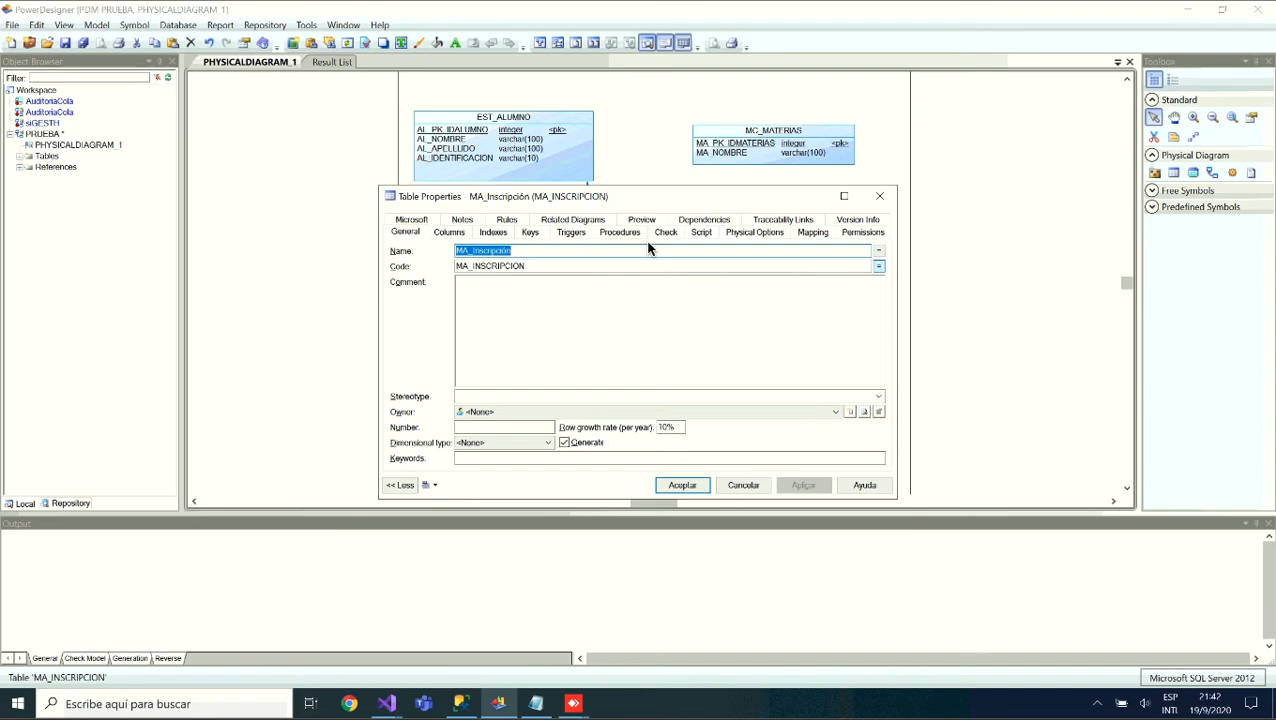 PowerDesigner [PDM PRUEBA, PHYSICALDIAGRAM_1]
File Edit View Model Symbol Database Report Repository Tools Window Help
Object Browser
Filter:
Workspace
AuditoriaCola
AuditoriaCola
siGESTH
PRUEBA *
PHYSICALDIAGRAM_1
Tables
References
Local Repository
PHYSICALDIAGRAM_1 Result List
EST_ALUMNO
AL_PK_IDALUMNO integer <pk>
AL_NOMBRE varchar(100)
AL_APELLUDO varchar(100)
AL_IDENTIFICACION varchar(10)
MC_MATERIAS
MA_PK_IDMATERIAS integer <pk>
MA_NOMBRE varchar(100)
Table Properties - MA_Inscripción (MA_INSCRIPCION)
Microsoft Notes Rules Related Diagrams Preview Dependencies Traceability Links Version Info
General Columns Indexes Keys Triggers Procedures Check Script Physical Options Mapping Permissions
Name: MA_Inscripción =
Code: MA_INSCRIPCION =
Comment:
Stereotype:
Owner: <None>
Number: Row growth rate (per year): 10%
Dimensional type: <None> Generate
Keywords:
<< Less Aceptar Cancelar Aplicar Ayuda
Toolbox
Standard
Physical Diagram
Free Symbols
Predefined Symbols
Output
General Check Model Generation Reverse
Table 'MA_INSCRIPCION' Microsoft SQL Server 2012
Escribe aquí para buscar
ESP
INTL
21:42
19/9/2020